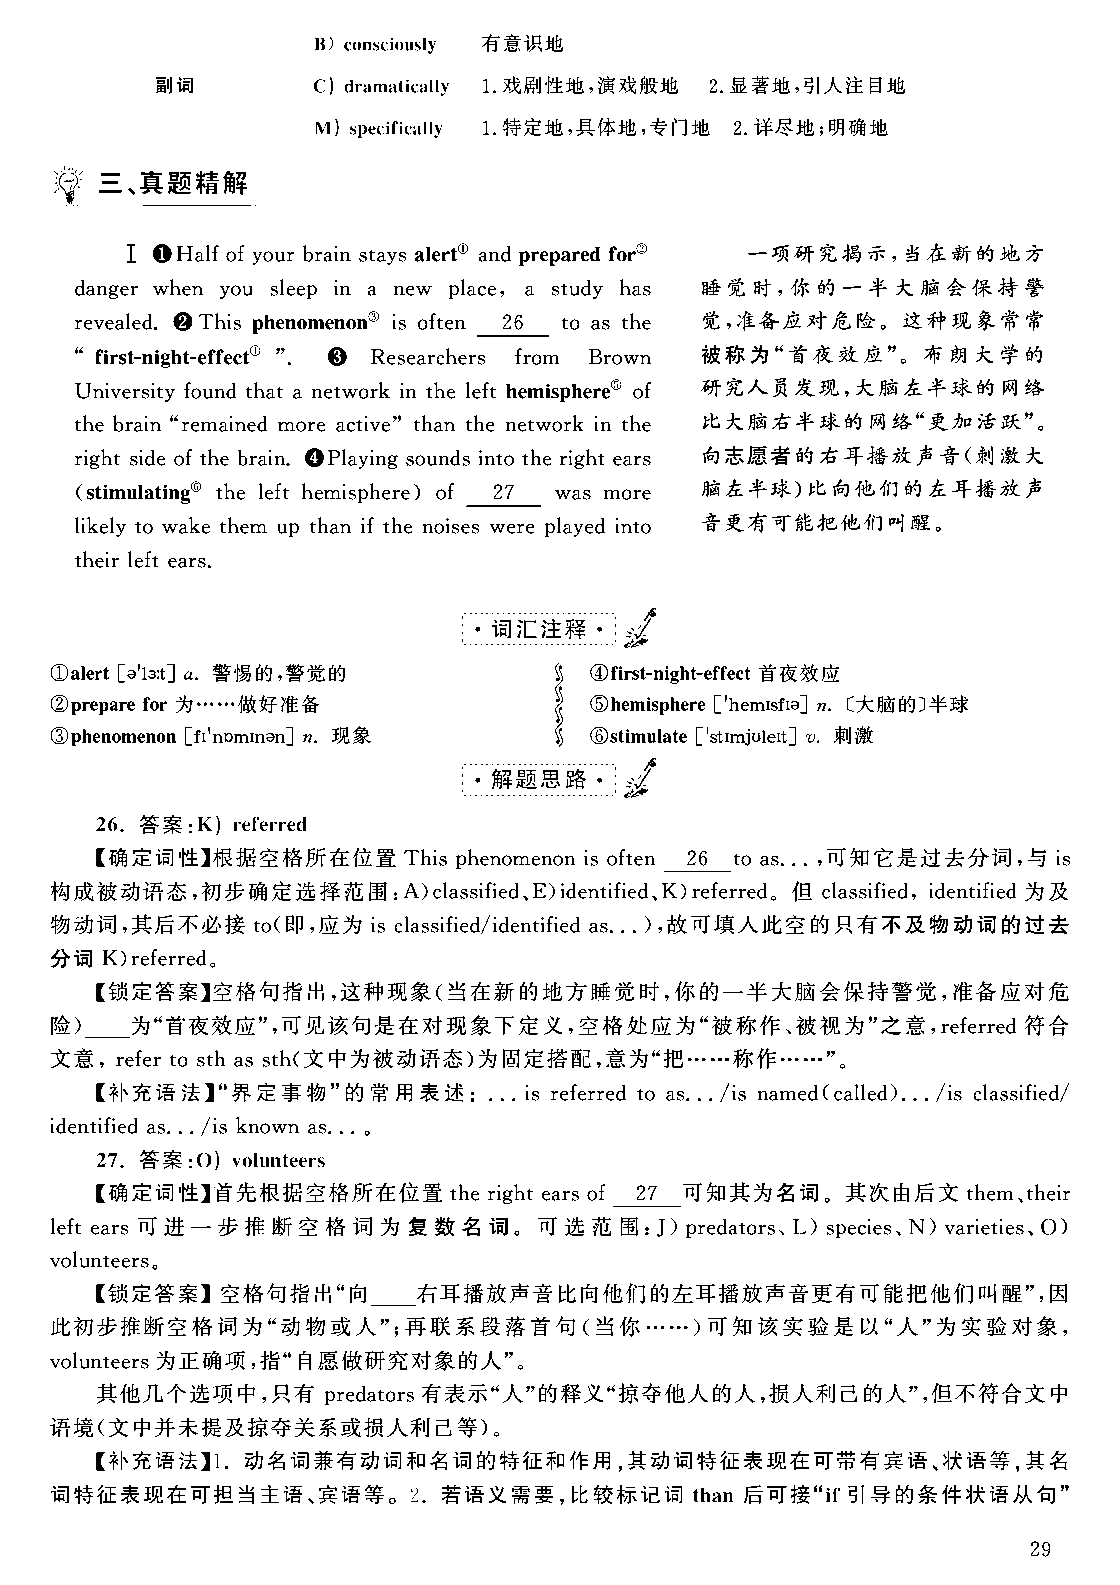 B) consciously 有意识地
副词 C) dramatically 1.戏剧性地,演戏般地 2.显著地,引人注目地
M) specifically 1.特定地,具体地,专门地 2.详尽地;明确地
三、真题精解
Ⅰ ❶Half of your brain stays alert① and prepared for②
danger when you sleep in a new place, a study has
revealed. ❷This phenomenon③ is often 26 to as the
“ first-night-effect④ ”. ❸ Researchers from Brown
University found that a network in the left hemisphere⑤ of
the brain “remained more active” than the network in the
right side of the brain. ❹Playing sounds into the right ears
(stimulating⑥ the left hemisphere) of 27 was more
likely to wake them up than if the noises were played into
their left ears.
一项研究揭示,当在新的地方
睡觉时,你的一半大脑会保持警
觉,准备应对危险。这种现象常常
被称为“首夜效应”。布朗大学的
研究人员发现,大脑左半球的网络
比大脑右半球的网络“更加活跃”。
向志愿者的右耳播放声音(刺激大
脑左半球)比向他们的左耳播放声
音更有可能把他们叫醒。
·词汇注释·
①alert [ə'lɜːt] a. 警惕的,警觉的
②prepare for 为……做好准备
③phenomenon [fɪ'nɒmɪnən] n. 现象
④first-night-effect 首夜效应
⑤hemisphere ['hemɪsfɪə] n.〔大脑的〕半球
⑥stimulate ['stɪmjʊleɪt] v. 刺激
·解题思路·
26. 答案:K) referred
【确定词性】根据空格所在位置 This phenomenon is often 26 to as...,可知它是过去分词,与 is
构成被动语态,初步确定选择范围:A)classified、E)identified、K)referred。但 classified, identified 为及
物动词,其后不必接 to(即,应为 is classified/identified as...),故可填入此空的只有不及物动词的过去
分词 K)referred。
【锁定答案】空格句指出,这种现象(当在新的地方睡觉时,你的一半大脑会保持警觉,准备应对危
险)____为“首夜效应”,可见该句是在对现象下定义,空格处应为“被称作、被视为”之意,referred 符合
文意, refer to sth as sth(文中为被动语态)为固定搭配,意为“把……称作……”。
【补充语法】“界定事物”的常用表述:...is referred to as.../is named(called).../is classified/
identified as.../is known as...。
27. 答案:O) volunteers
【确定词性】首先根据空格所在位置 the right ears of 27 可知其为名词。其次由后文 them、their
left ears 可进一步推断空格词为复数名词。可选范围:J) predators、L) species、N) varieties、O)
volunteers。
【锁定答案】空格句指出“向____右耳播放声音比向他们的左耳播放声音更有可能把他们叫醒”,因
此初步推断空格词为“动物或人”;再联系段落首句(当你……)可知该实验是以“人”为实验对象,
volunteers 为正确项,指“自愿做研究对象的人”。
其他几个选项中,只有 predators 有表示“人”的释义“掠夺他人的人,损人利己的人”,但不符合文中
语境(文中并未提及掠夺关系或损人利己等)。
【补充语法】1. 动名词兼有动词和名词的特征和作用,其动词特征表现在可带有宾语、状语等,其名
词特征表现在可担当主语、宾语等。2. 若语义需要,比较标记词 than 后可接“if 引导的条件状语从句”
29